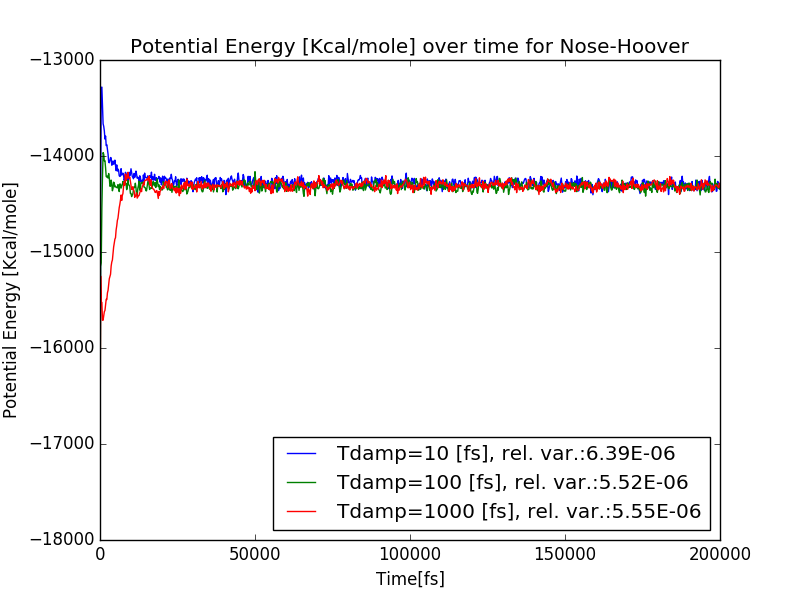 Potential Energy [Kcal/mole] over time for Nose-Hoover
−13000
−14000
−15000
−16000
−17000
−18000
Potential Energy [Kcal/mole]
Tdamp=10 [fs], rel. var.:6.39E-06
Tdamp=100 [fs], rel. var.:5.52E-06
Tdamp=1000 [fs], rel. var.:5.55E-06
0 50000 100000 150000 200000
Time[fs]